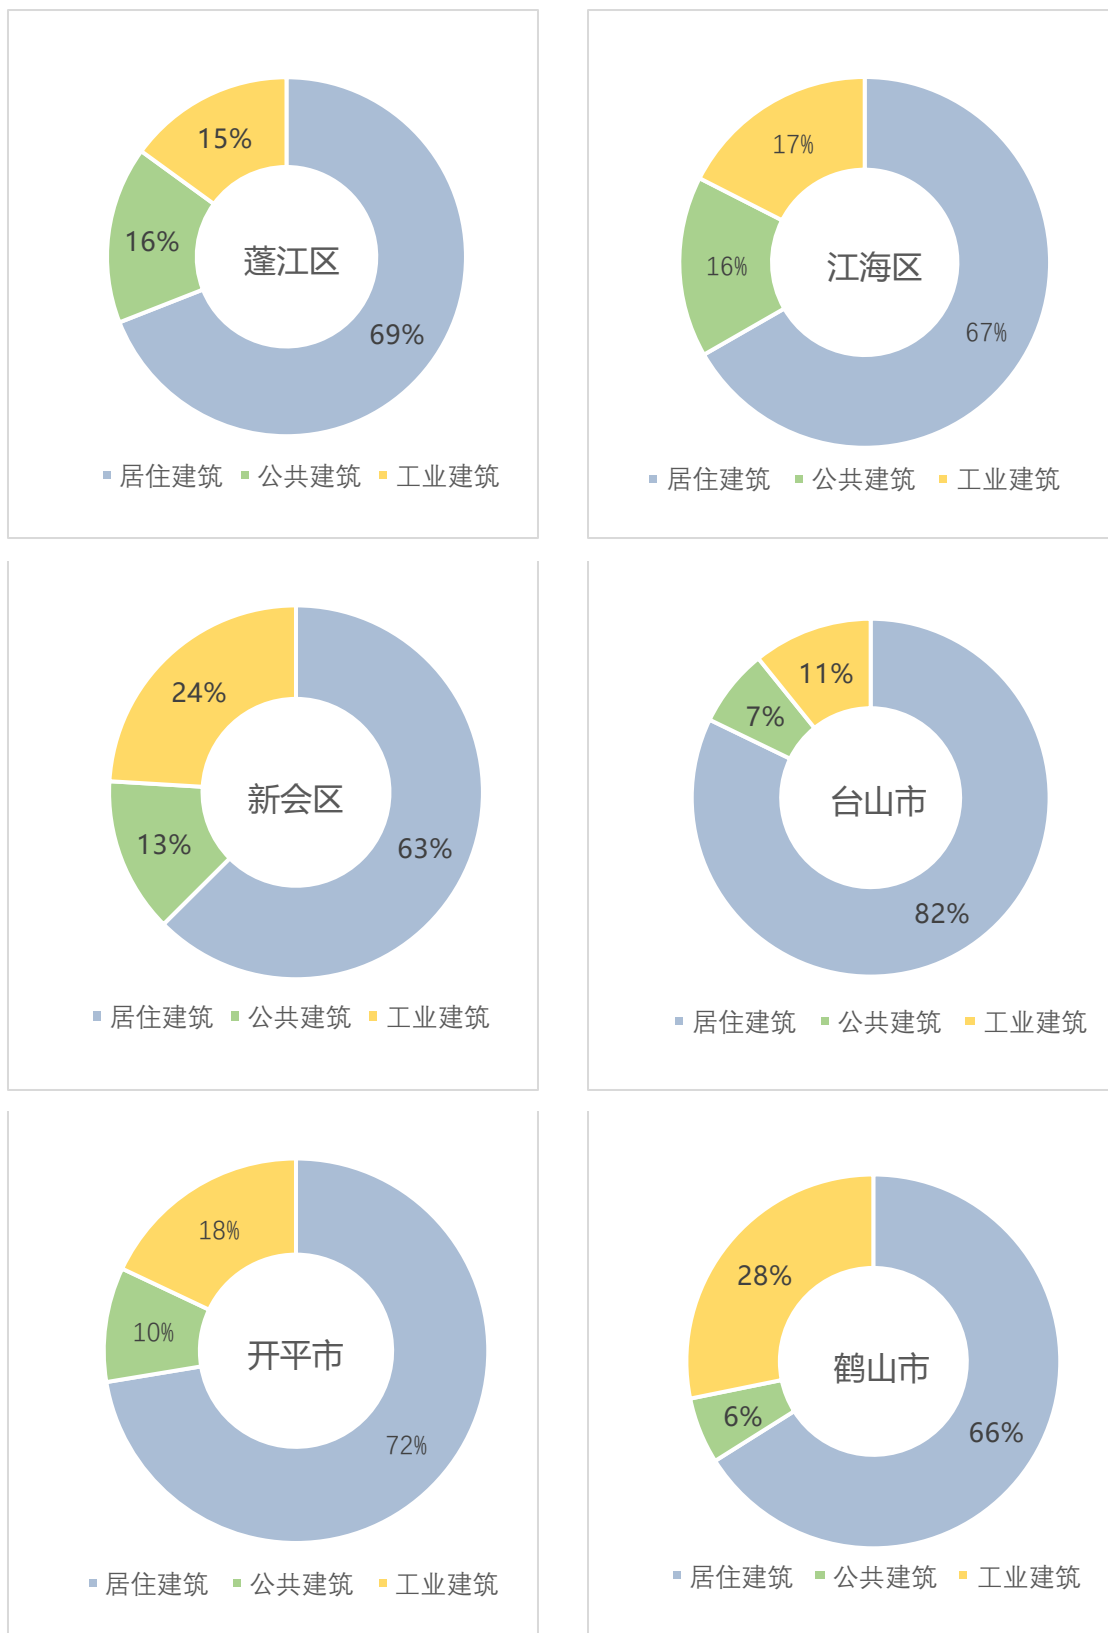 15%
16%
蓬江区
69%
居住建筑 公共建筑 工业建筑
17%
16%
江海区
67%
居住建筑 公共建筑 工业建筑
24%
新会区
13%
63%
居住建筑 公共建筑 工业建筑
11%
7%
台山市
82%
居住建筑 公共建筑 工业建筑
18%
10%
开平市
72%
居住建筑 公共建筑 工业建筑
28%
鹤山市
6%
66%
居住建筑 公共建筑 工业建筑